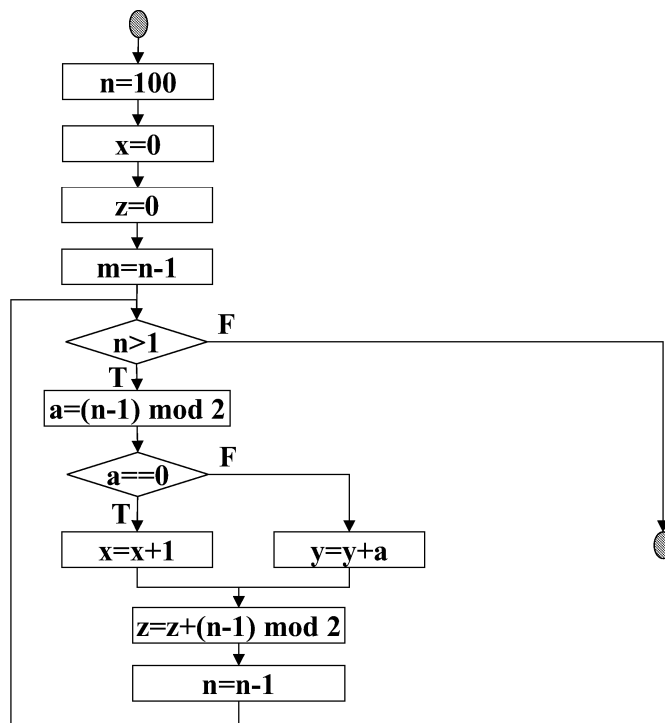 n=100
x=0
z=0
m=n-1
n>1
F
T
a=(n-1) mod 2
a==0
F
T
x=x+1
y=y+a
z=z+(n-1) mod 2
n=n-1